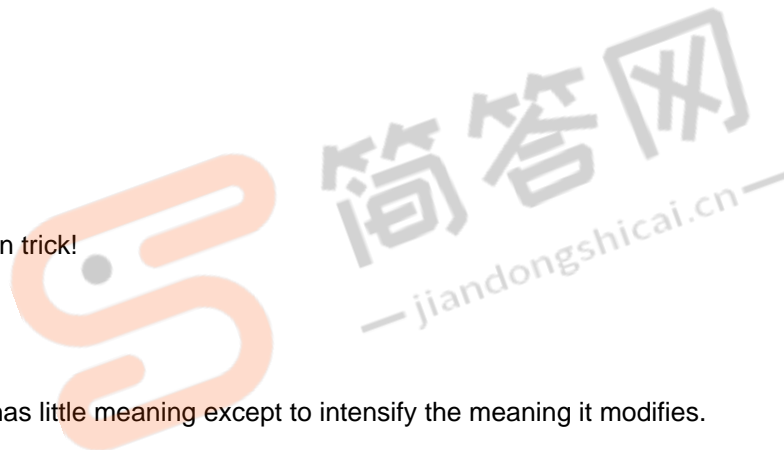 简答网
n trick!
jiandongshicai.cn
has little meaning except to intensify the meaning it modifies.